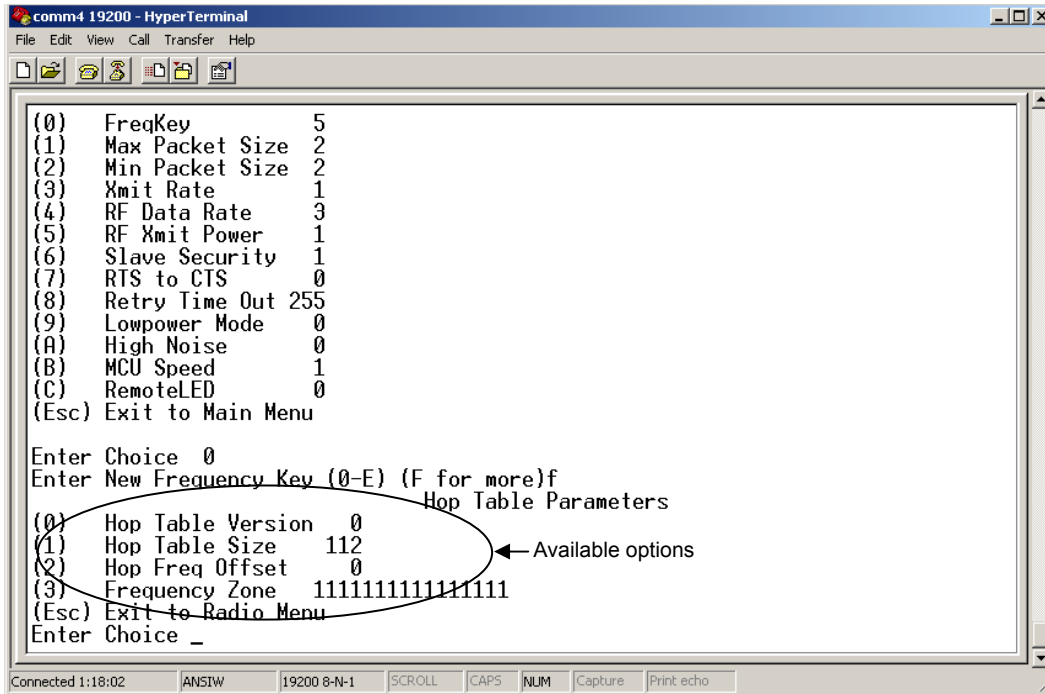 comm4 19200 - HyperTerminal
File Edit View Call Transfer Help
(0) FreqKey 5
(1) Max Packet Size 2
(2) Min Packet Size 2
(3) Xmit Rate 1
(4) RF Data Rate 3
(5) RF Xmit Power 1
(6) Slave Security 1
(7) RTS to CTS 0
(8) Retry Time Out 255
(9) Lowpower Mode 0
(A) High Noise 0
(B) MCU Speed 1
(C) RemoteLED 0
(Esc) Exit to Main Menu
Enter Choice 0
Enter New Frequency Key (0-E) (F for more)f
Hop Table Parameters
(0) Hop Table Version 0
(1) Hop Table Size 112
(2) Hop Freq Offset 0
(3) Frequency Zone 1111111111111111
(Esc) Exit to Radio Menu
Enter Choice _
Available options
Connected 1:18:02 ANSIW 19200 8-N-1 SCROLL CAPS NUM Capture Print echo